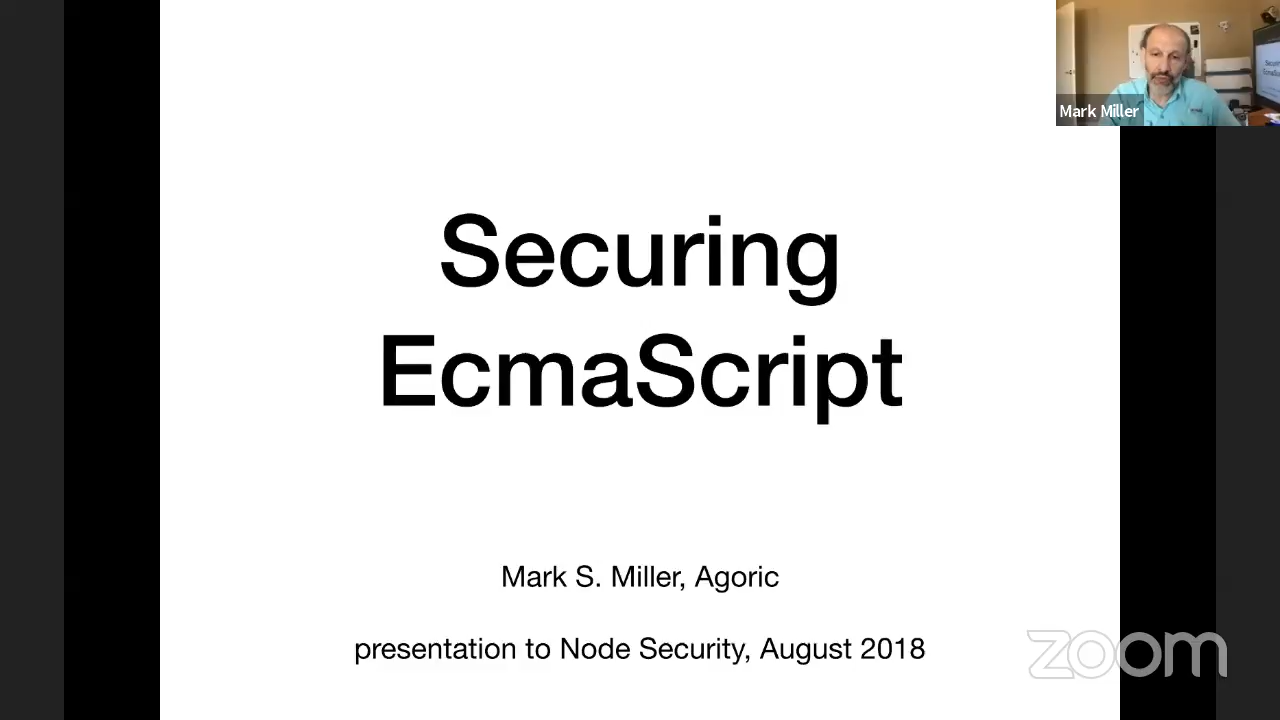 Mark Miller
Securing
EcmaScript
Mark S. Miller, Agoric
presentation to Node Security, August 2018
zoom